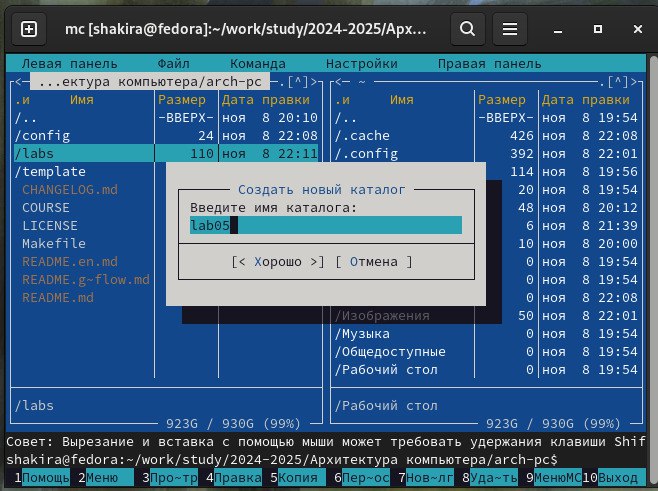 mc [shakira@fedora]:~/work/study/2024-2025/Арх...
Левая панель Файл Команда Настройки Правая панель
<─ ...ектура компьютера/arch-pc ─.[^]>
<─ ~ ─.[^]>
.и Имя Размер Дата правки .и Имя Размер Дата правки
/.. -ВВЕРХ- ноя 8 20:10 /.. -ВВЕРХ- ноя 8 19:54
/config 24 ноя 8 22:08 /.cache 426 ноя 8 22:08
/labs 110 ноя 8 22:11 /.config 392 ноя 8 22:01
/template 114 ноя 8 19:56
CHANGELOG.md 20 ноя 8 19:54
COURSE 48 ноя 8 20:12
LICENSE 6 ноя 8 21:39
Makefile 10 ноя 8 20:00
README.en.md 0 ноя 8 19:54
README.g~flow.md 0 ноя 8 19:54
README.md 0 ноя 8 22:08
/Изображения 50 ноя 8 22:01
/Музыка 0 ноя 8 19:54
/Общедоступные 0 ноя 8 19:54
/Рабочий стол 0 ноя 8 19:54
Создать новый каталог
Введите имя каталога:
lab05
[< Хорошо >] [ Отмена ]
/labs /Рабочий стол
923G / 930G (99%) 923G / 930G (99%)
Совет: Вырезание и вставка с помощью мыши может требовать удержания клавиши Shif
shakira@fedora:~/work/study/2024-2025/Архитектура компьютера/arch-pc$
1Помощь 2Меню 3Про~тр 4Правка 5Копия 6Пер~ос 7Нов~лг 8Уда~ть 9МенюMC 10Выход